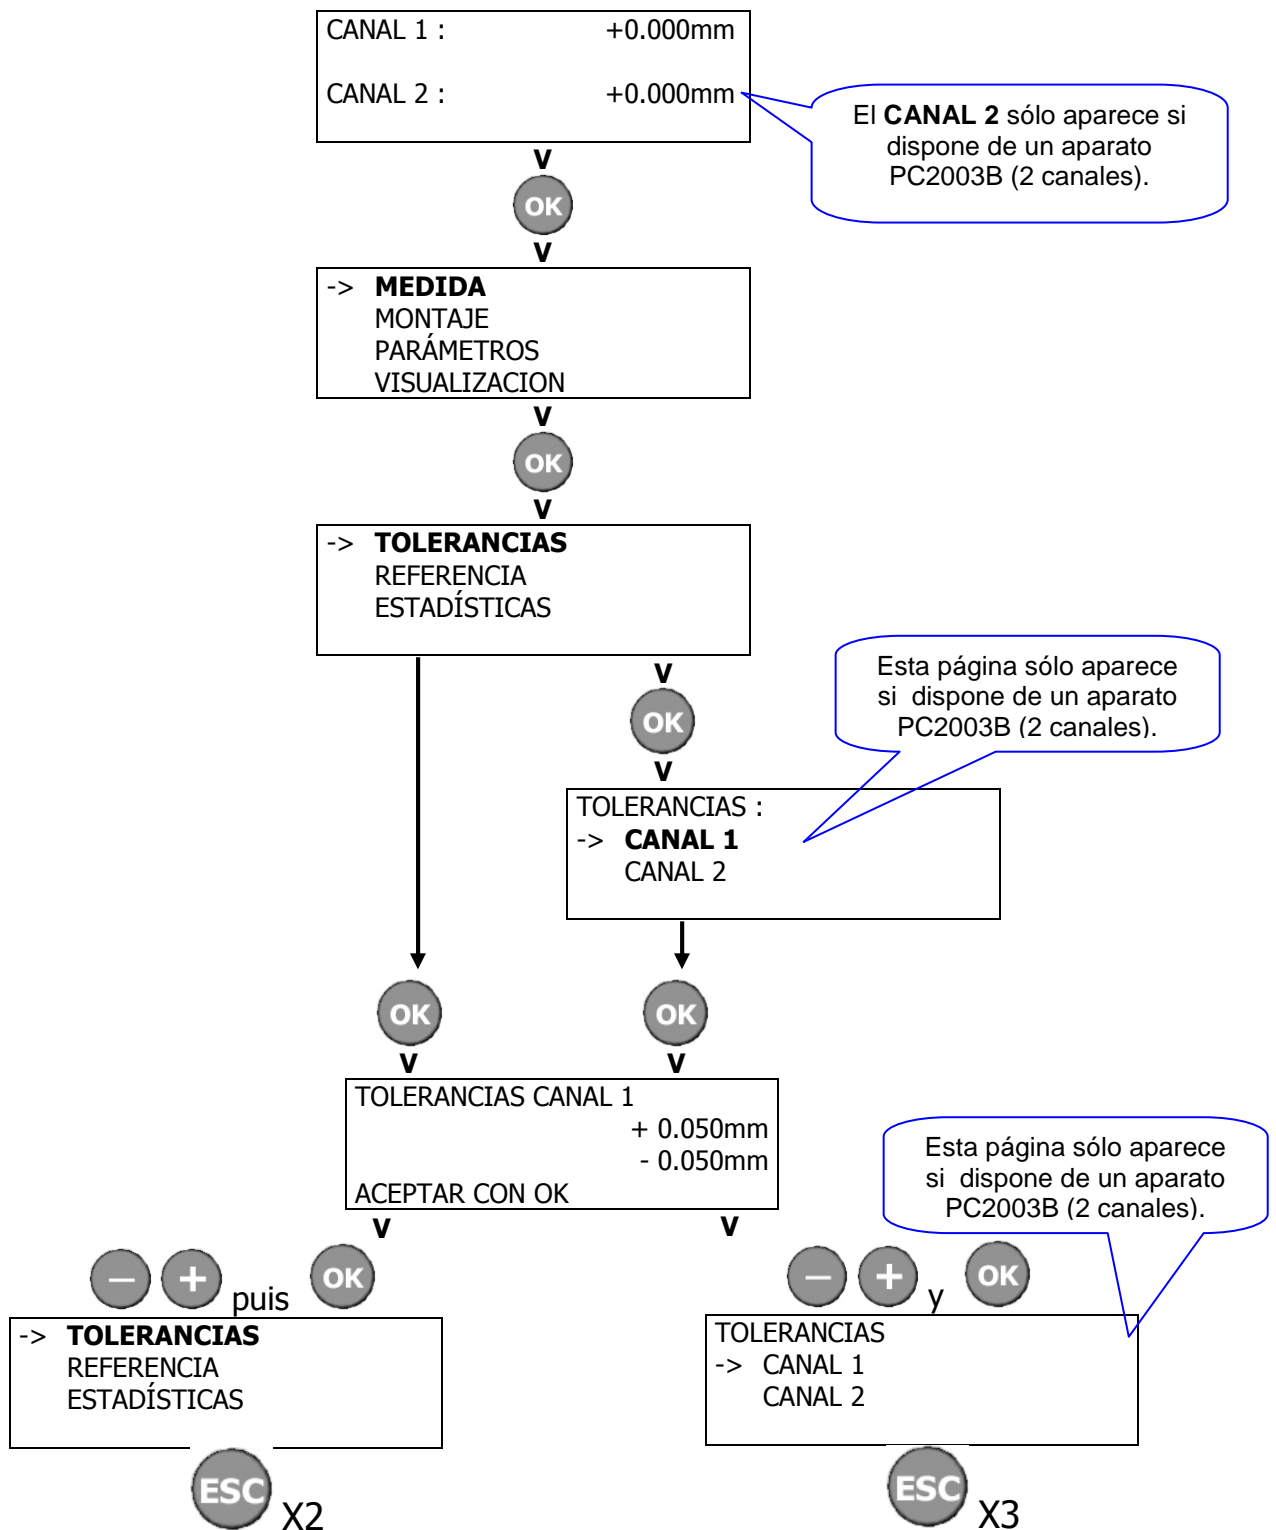 CANAL 1 : +0.000mm
CANAL 2 : +0.000mm
El CANAL 2 sólo aparece si
dispone de un aparato
PC2003B (2 canales).
v
OK
v
-> MEDIDA
MONTAJE
PARÁMETROS
VISUALIZACION
v
OK
v
-> TOLERANCIAS
REFERENCIA
ESTADÍSTICAS
Esta página sólo aparece
si dispone de un aparato
PC2003B (2 canales).
v
OK
v
TOLERANCIAS :
-> CANAL 1
CANAL 2
OK
OK
v
v
TOLERANCIAS CANAL 1
+ 0.050mm
- 0.050mm
ACEPTAR CON OK
Esta página sólo aparece
si dispone de un aparato
PC2003B (2 canales).
v
v
− + puis OK
− + y OK
-> TOLERANCIAS
REFERENCIA
ESTADÍSTICAS
TOLERANCIAS
-> CANAL 1
CANAL 2
ESC X2
ESC X3